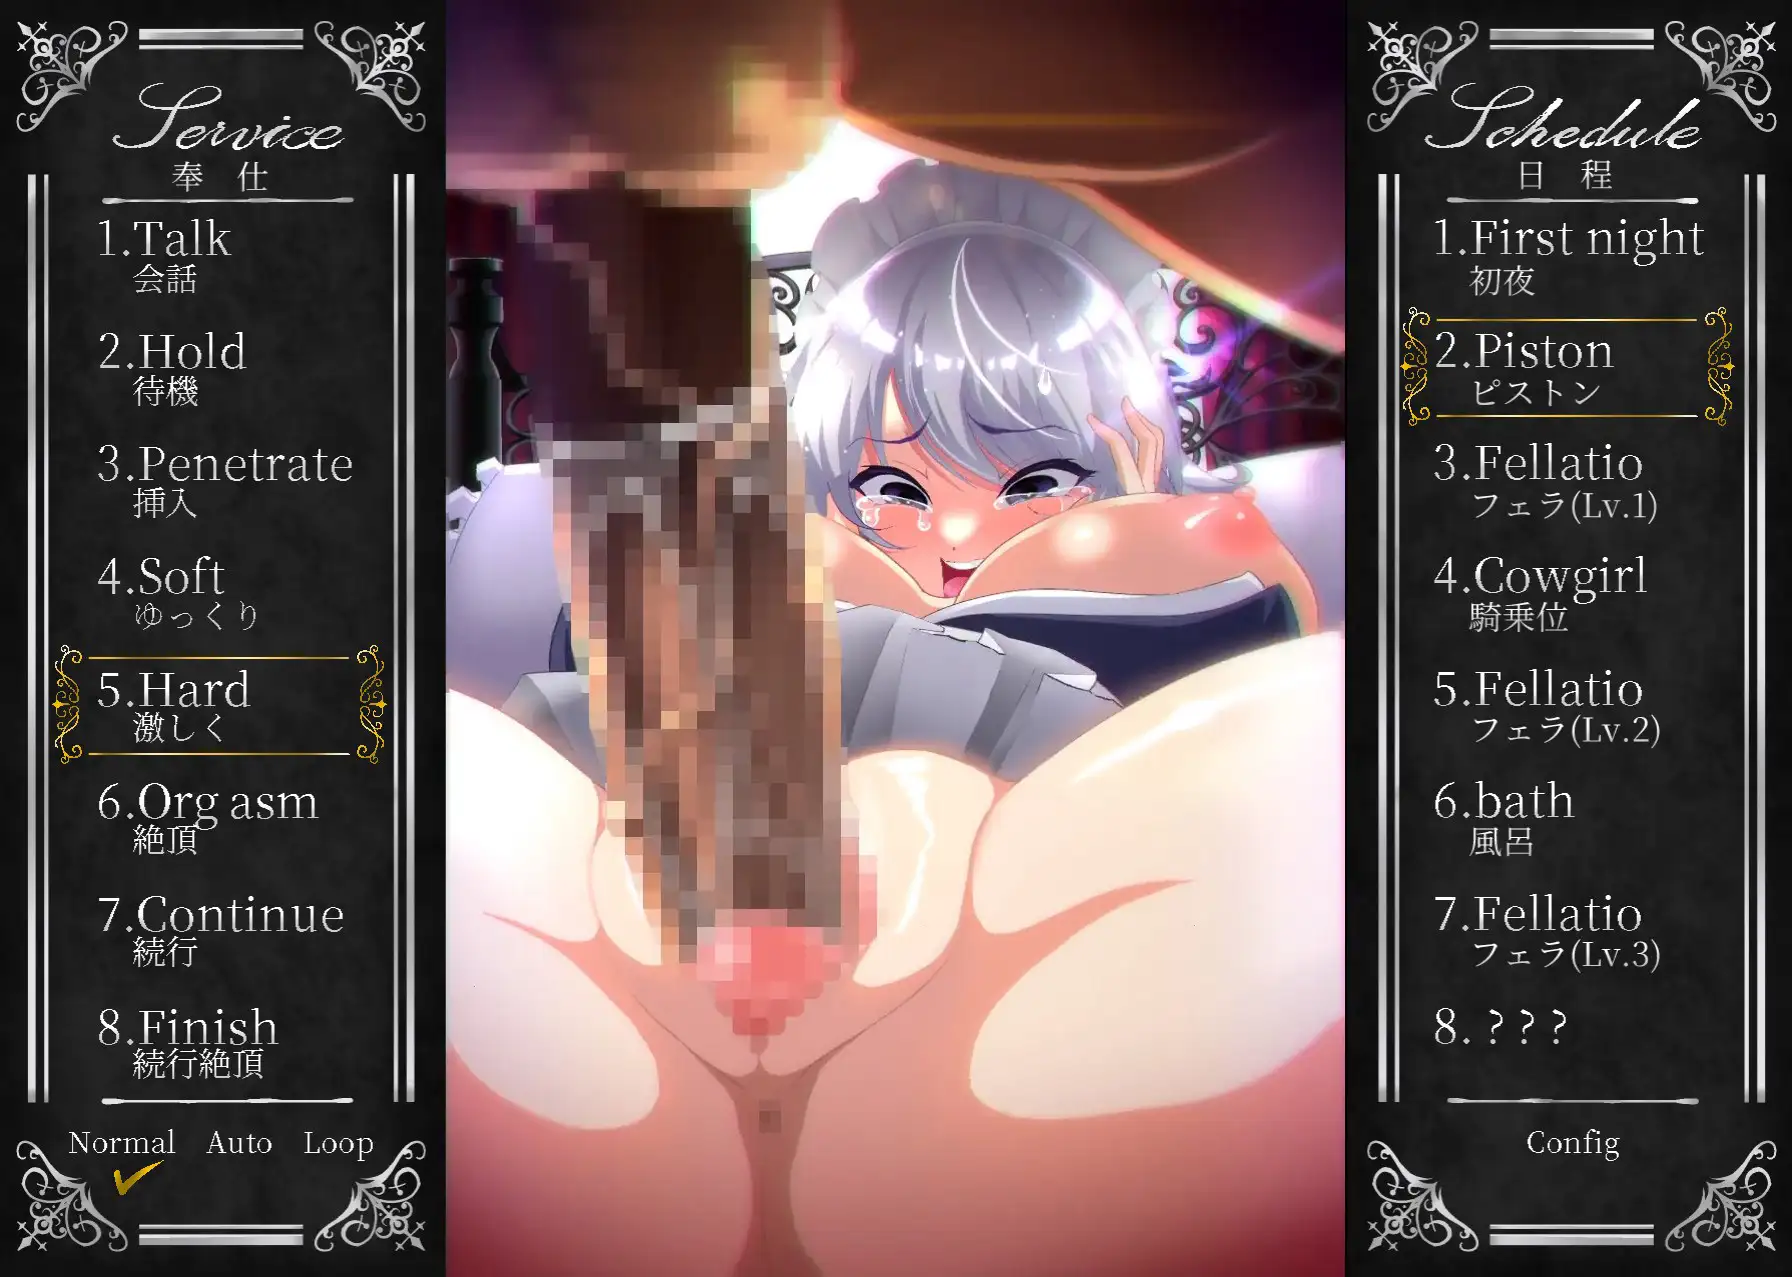 Service
奉仕
1.Talk
会話
2.Hold
待機
3.Penetrate
挿入
4.Soft
ゆっくり
5.Hard
激しく
6.Org asm
絶頂
7.Continue
続行
8.Finish
続行絶頂
Normal Auto Loop
Schedule
日程
1.First night
初夜
2.Piston
ピストン
3.Fellatio
フェラ(Lv.1)
4.Cowgirl
騎乗位
5.Fellatio
フェラ(Lv.2)
6.bath
風呂
7.Fellatio
フェラ(Lv.3)
8.???
Config